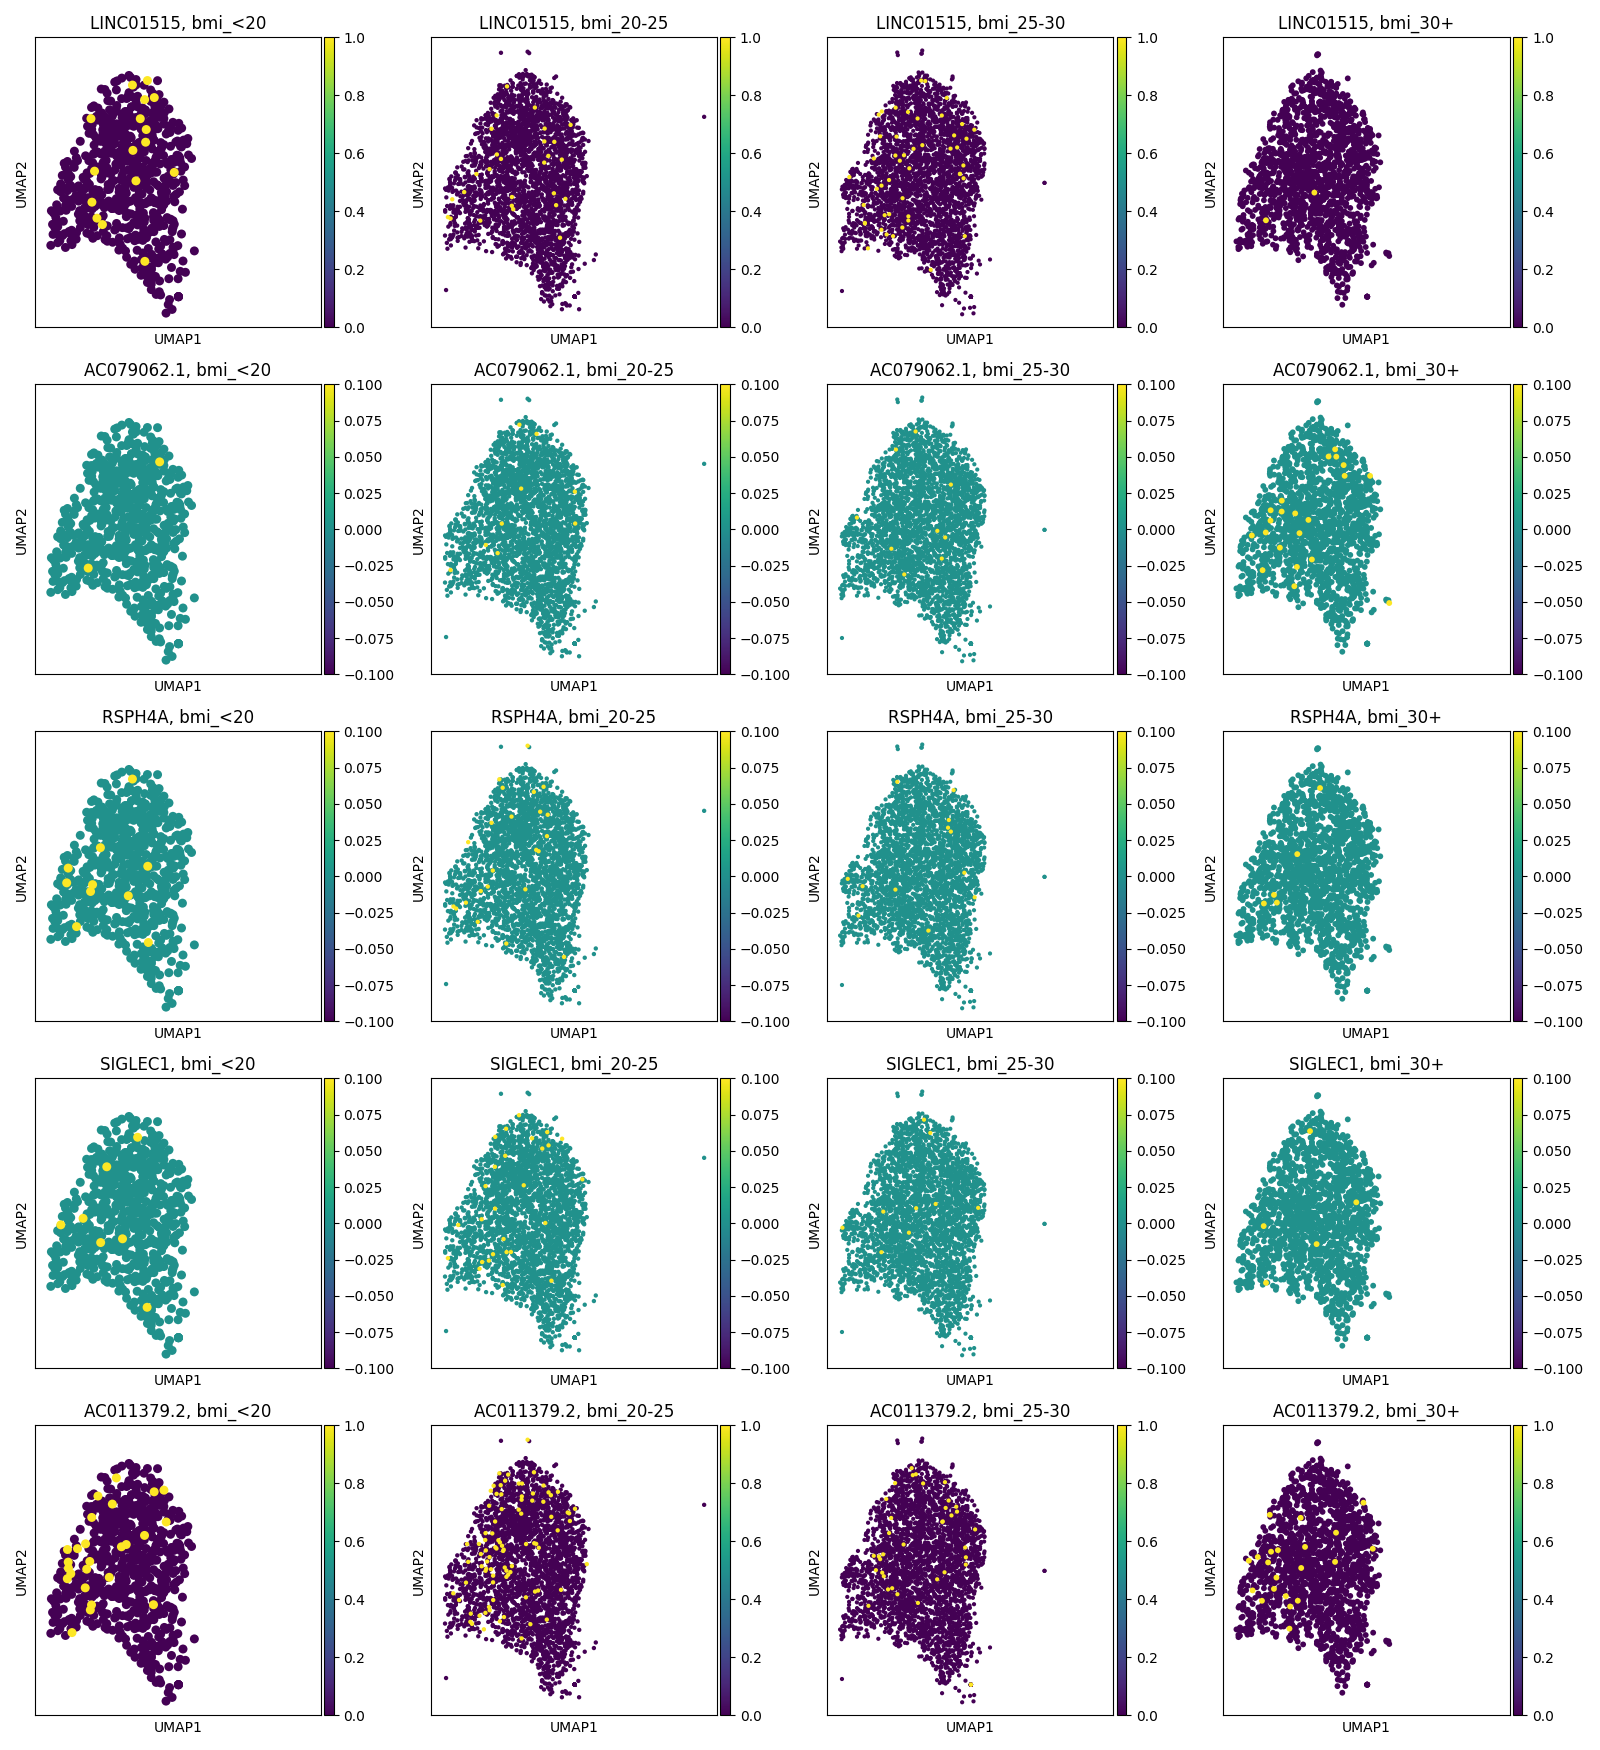 LINC01515, bmi_<20
LINC01515, bmi_20-25
LINC01515, bmi_25-30
LINC01515, bmi_30+
UMAP2
1.0
0.8
0.6
0.4
0.2
0.0
UMAP1
UMAP2
1.0
0.8
0.6
0.4
0.2
0.0
UMAP1
UMAP2
1.0
0.8
0.6
0.4
0.2
0.0
UMAP1
UMAP2
1.0
0.8
0.6
0.4
0.2
0.0
UMAP1
AC079062.1, bmi_<20
AC079062.1, bmi_20-25
AC079062.1, bmi_25-30
AC079062.1, bmi_30+
UMAP2
0.100
0.075
0.050
0.025
0.000
−0.025
−0.050
−0.075
−0.100
UMAP1
UMAP2
0.100
0.075
0.050
0.025
0.000
−0.025
−0.050
−0.075
−0.100
UMAP1
UMAP2
0.100
0.075
0.050
0.025
0.000
−0.025
−0.050
−0.075
−0.100
UMAP1
UMAP2
0.100
0.075
0.050
0.025
0.000
−0.025
−0.050
−0.075
−0.100
UMAP1
RSPH4A, bmi_<20
RSPH4A, bmi_20-25
RSPH4A, bmi_25-30
RSPH4A, bmi_30+
UMAP2
0.100
0.075
0.050
0.025
0.000
−0.025
−0.050
−0.075
−0.100
UMAP1
UMAP2
0.100
0.075
0.050
0.025
0.000
−0.025
−0.050
−0.075
−0.100
UMAP1
UMAP2
0.100
0.075
0.050
0.025
0.000
−0.025
−0.050
−0.075
−0.100
UMAP1
UMAP2
0.100
0.075
0.050
0.025
0.000
−0.025
−0.050
−0.075
−0.100
UMAP1
SIGLEC1, bmi_<20
SIGLEC1, bmi_20-25
SIGLEC1, bmi_25-30
SIGLEC1, bmi_30+
UMAP2
0.100
0.075
0.050
0.025
0.000
−0.025
−0.050
−0.075
−0.100
UMAP1
UMAP2
0.100
0.075
0.050
0.025
0.000
−0.025
−0.050
−0.075
−0.100
UMAP1
UMAP2
0.100
0.075
0.050
0.025
0.000
−0.025
−0.050
−0.075
−0.100
UMAP1
UMAP2
0.100
0.075
0.050
0.025
0.000
−0.025
−0.050
−0.075
−0.100
UMAP1
AC011379.2, bmi_<20
AC011379.2, bmi_20-25
AC011379.2, bmi_25-30
AC011379.2, bmi_30+
UMAP2
1.0
0.8
0.6
0.4
0.2
0.0
UMAP1
UMAP2
1.0
0.8
0.6
0.4
0.2
0.0
UMAP1
UMAP2
1.0
0.8
0.6
0.4
0.2
0.0
UMAP1
UMAP2
1.0
0.8
0.6
0.4
0.2
0.0
UMAP1